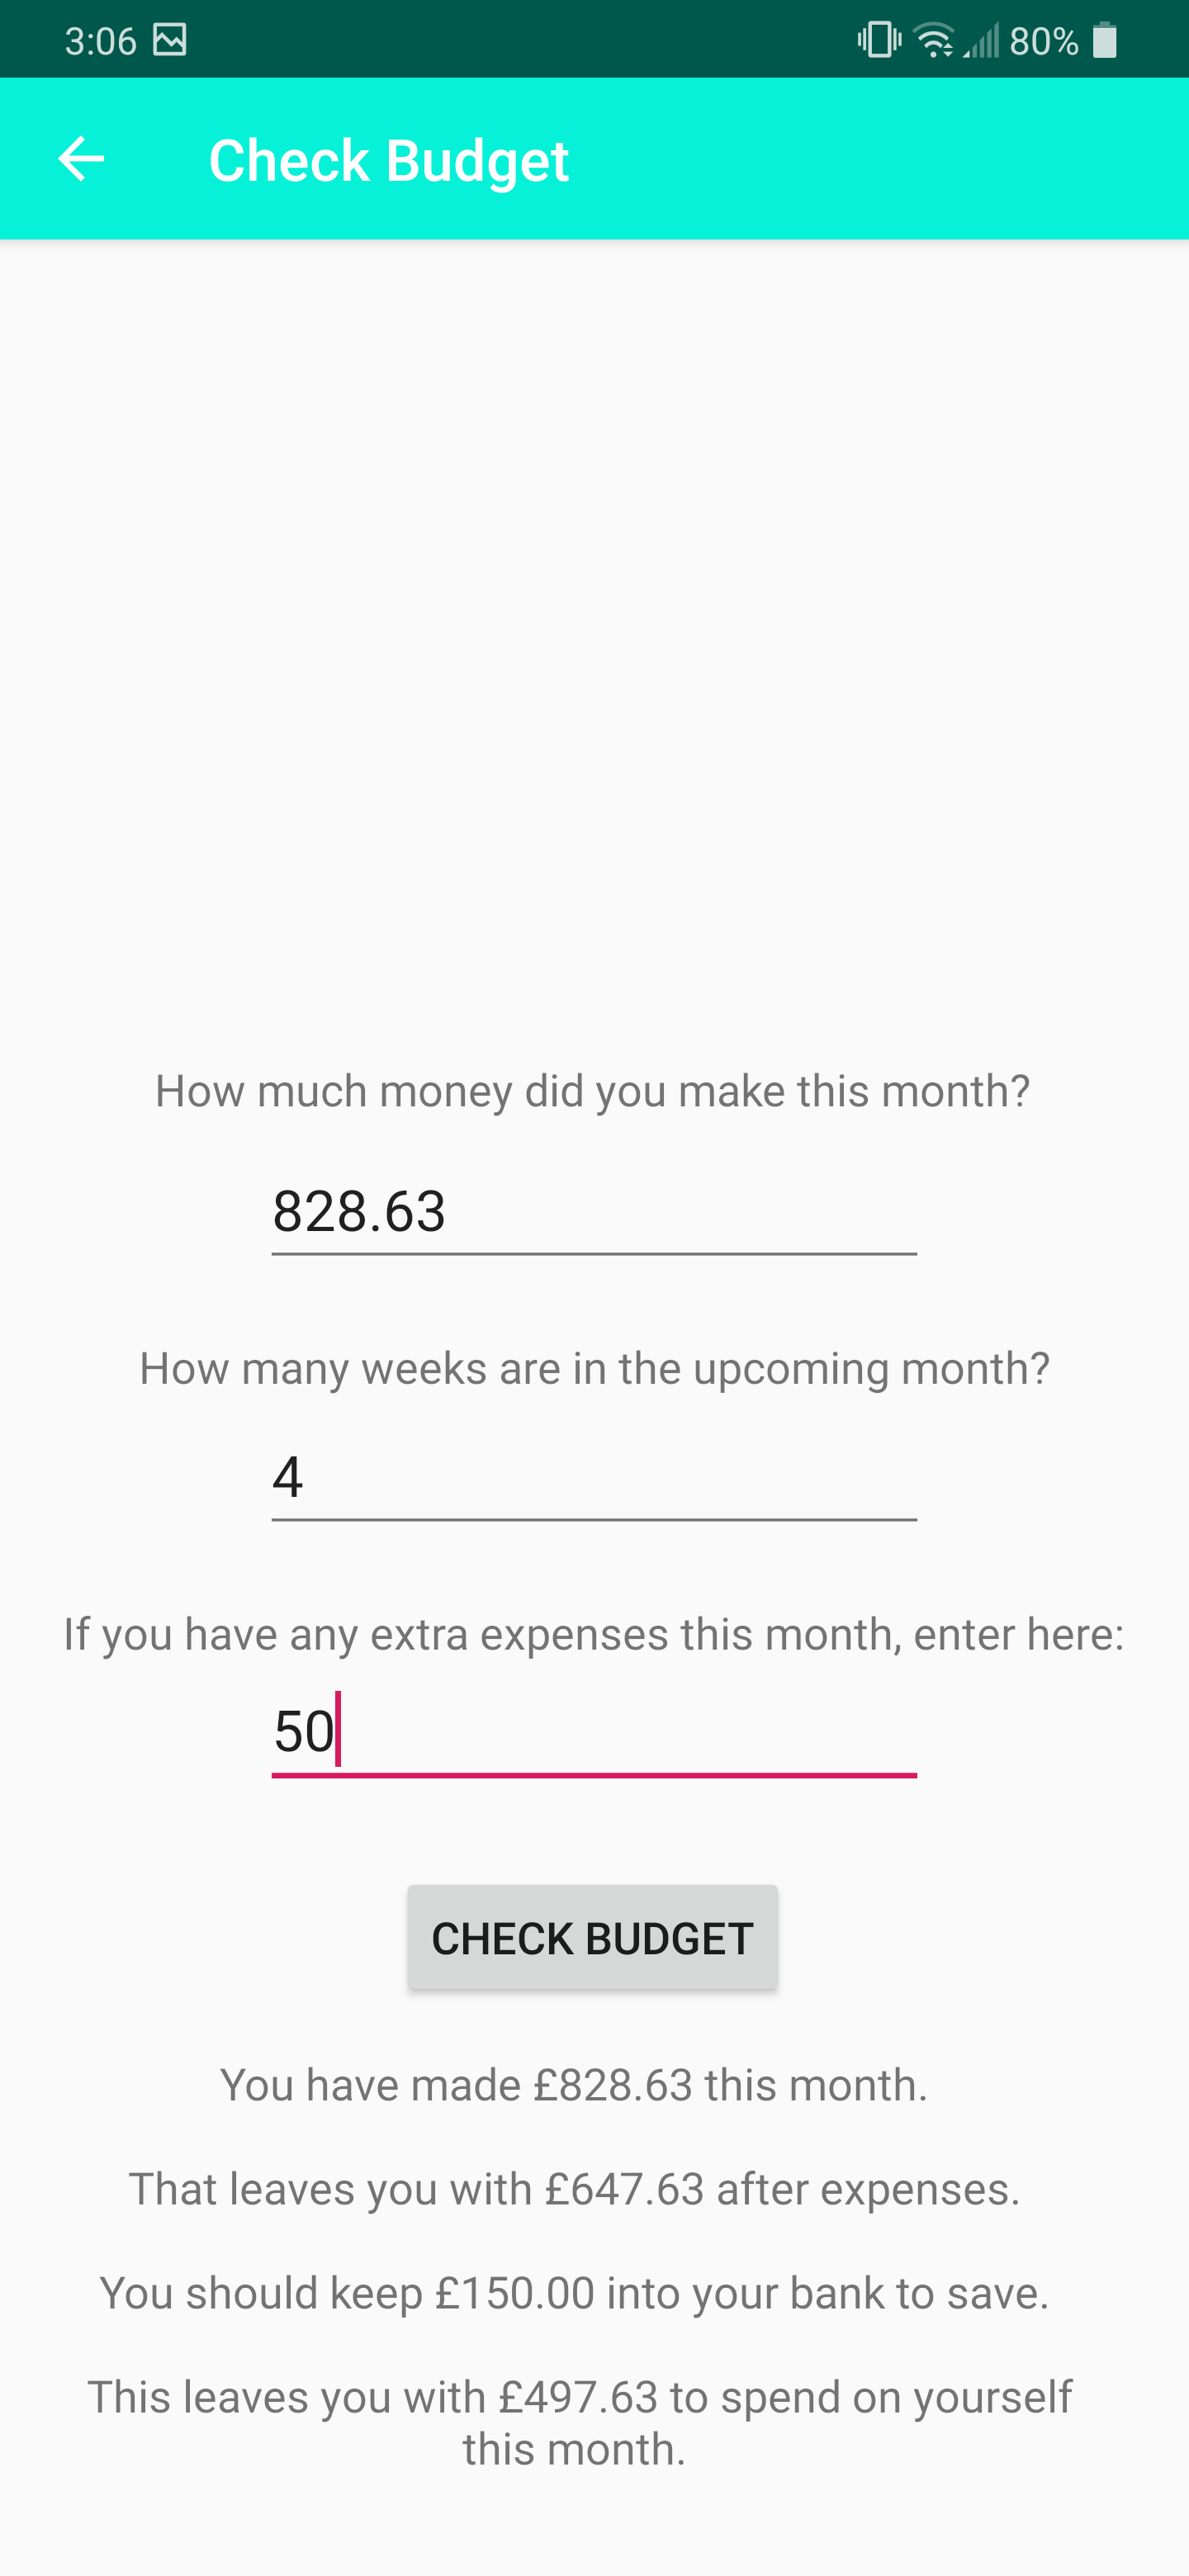 3:06 80%
Check Budget
How much money did you make this month?
828.63
How many weeks are in the upcoming month?
4
If you have any extra expenses this month, enter here:
50
CHECK BUDGET
You have made £828.63 this month.
That leaves you with £647.63 after expenses.
You should keep £150.00 into your bank to save.
This leaves you with £497.63 to spend on yourself
this month.